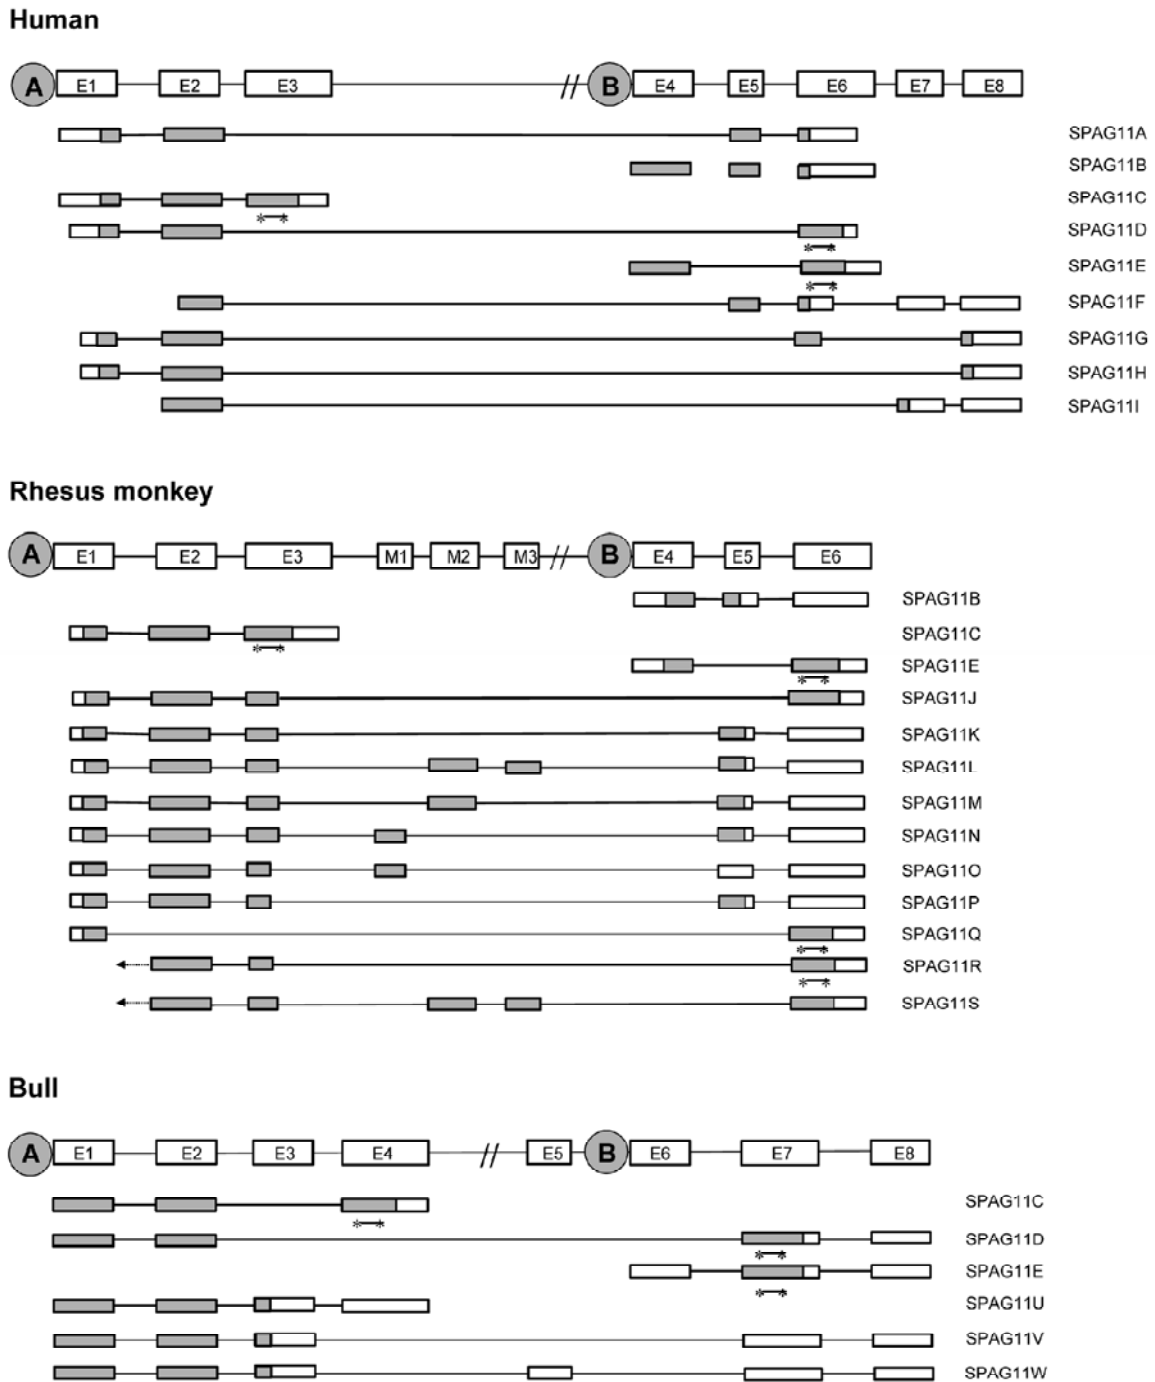 Human
A E1 E2 E3 // B E4 E5 E6 E7 E8
SPAG11A
SPAG11B
SPAG11C
* *
SPAG11D
* *
SPAG11E
* *
SPAG11F
SPAG11G
SPAG11H
SPAG11I
Rhesus monkey
A E1 E2 E3 M1 M2 M3 // B E4 E5 E6
SPAG11B
SPAG11C
* *
SPAG11E
* *
SPAG11J
SPAG11K
SPAG11L
SPAG11M
SPAG11N
SPAG11O
SPAG11P
SPAG11Q
* *
SPAG11R
* *
SPAG11S
Bull
A E1 E2 E3 E4 // E5 B E6 E7 E8
SPAG11C
* *
SPAG11D
* *
SPAG11E
* *
SPAG11U
SPAG11V
SPAG11W